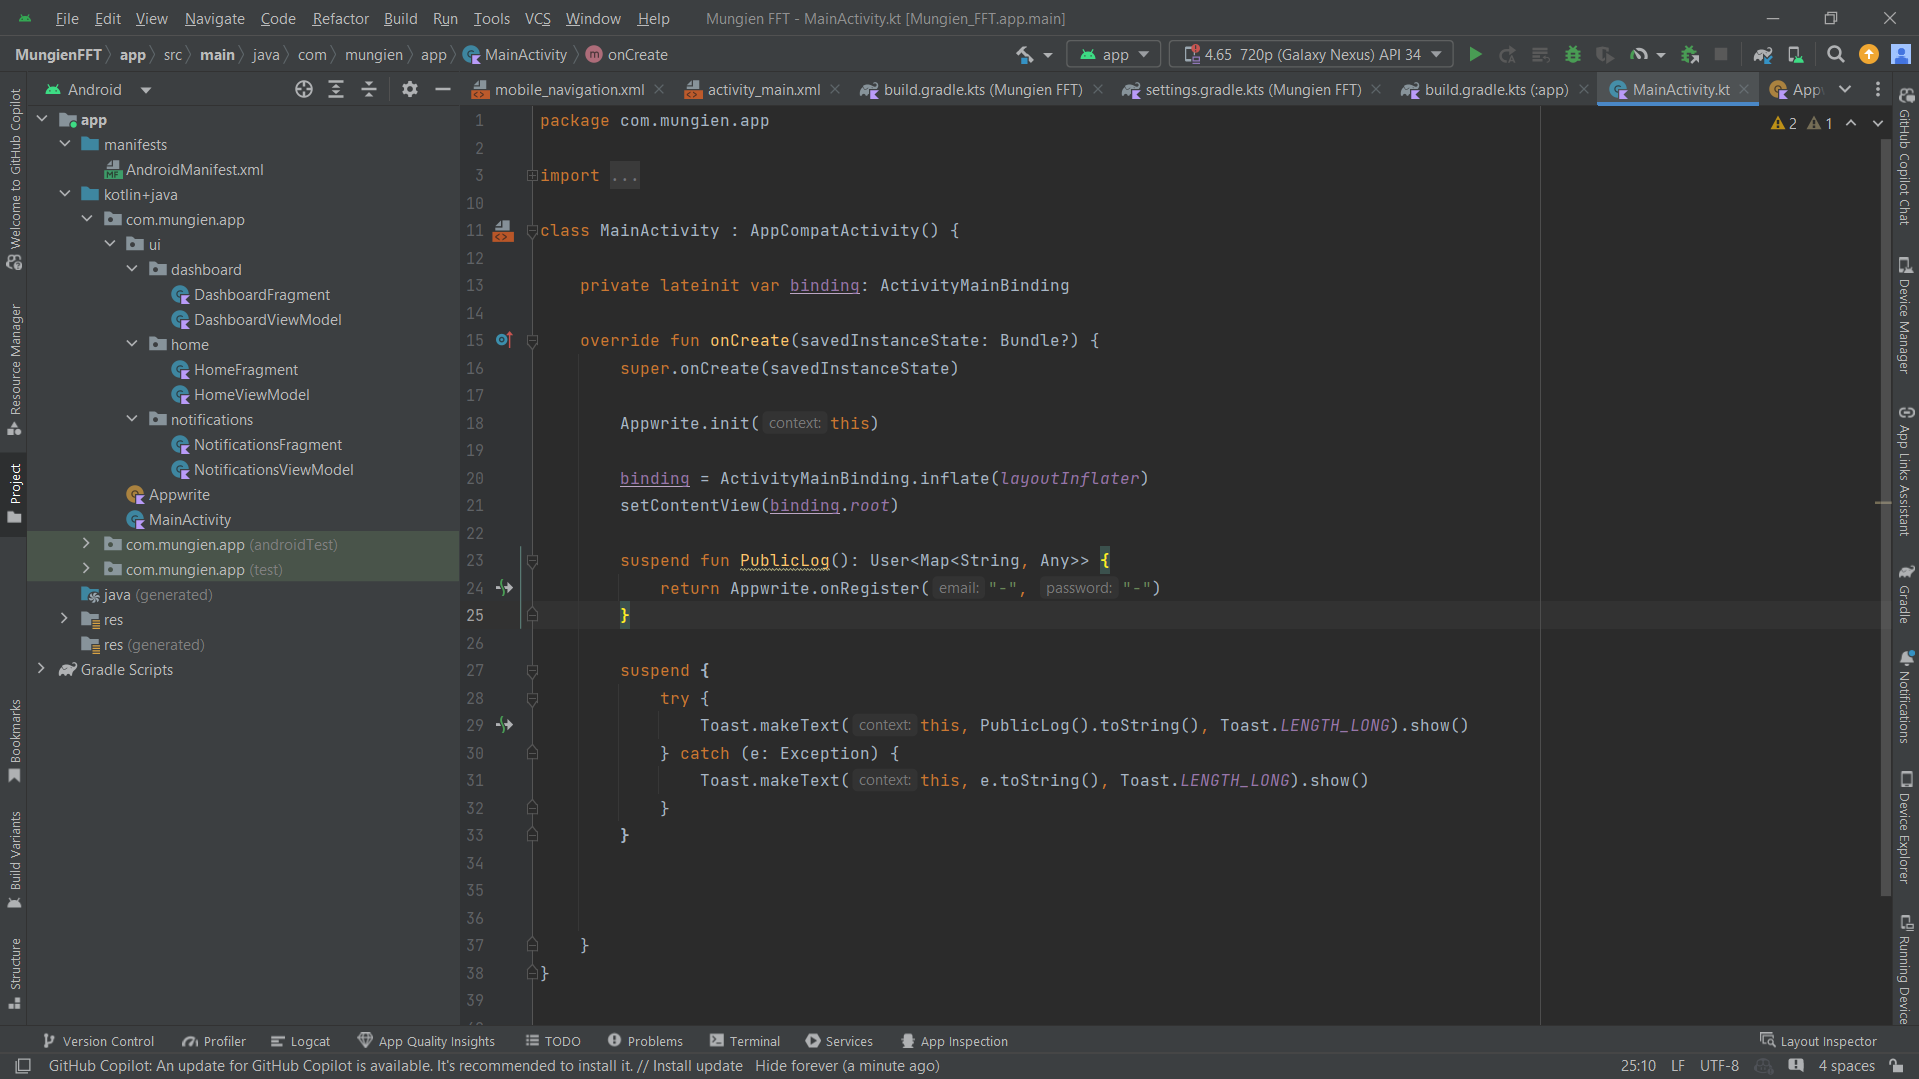 File Edit View Navigate Code Refactor Build Run Tools VCS Window Help Mungien FFT - MainActivity.kt [Mungien_FFT.app.main]
MungienFFT app src main java com mungien app MainActivity onCreate app 4.65 720p (Galaxy Nexus) API 34
Android mobile_navigation.xml activity_main.xml build.gradle.kts (Mungien FFT) settings.gradle.kts (Mungien FFT) build.gradle.kts (:app) MainActivity.kt App
Welcome to GitHub Copilot
Resource Manager
Project
Bookmarks
Build Variants
Structure
app
manifests
AndroidManifest.xml
kotlin+java
com.mungien.app
ui
dashboard
DashboardFragment
DashboardViewModel
home
HomeFragment
HomeViewModel
notifications
NotificationsFragment
NotificationsViewModel
Appwrite
MainActivity
com.mungien.app (androidTest)
com.mungien.app (test)
java (generated)
res
res (generated)
Gradle Scripts
2 1
1 package com.mungien.app
2
3 import ...
10
11 class MainActivity : AppCompatActivity() {
12
13 private lateinit var binding: ActivityMainBinding
14
15 override fun onCreate(savedInstanceState: Bundle?) {
16 super.onCreate(savedInstanceState)
17
18 Appwrite.init( context: this)
19
20 binding = ActivityMainBinding.inflate(layoutInflater)
21 setContentView(binding.root)
22
23 suspend fun PublicLog(): User<Map<String, Any>> {
24 return Appwrite.onRegister( email: "-", password: "-")
25 }
26
27 suspend {
28 try {
29 Toast.makeText( context: this, PublicLog().toString(), Toast.LENGTH_LONG).show()
30 } catch (e: Exception) {
31 Toast.makeText( context: this, e.toString(), Toast.LENGTH_LONG).show()
32 }
33 }
34
35
36
37 }
38 }
39
GitHub Copilot Chat
Device Manager
App Links Assistant
Gradle
Notifications
Device Explorer
Running Device
Version Control Profiler Logcat App Quality Insights TODO Problems Terminal Services App Inspection Layout Inspector
GitHub Copilot: An update for GitHub Copilot is available. It's recommended to install it. // Install update Hide forever (a minute ago) 25:10 LF UTF-8 4 spaces